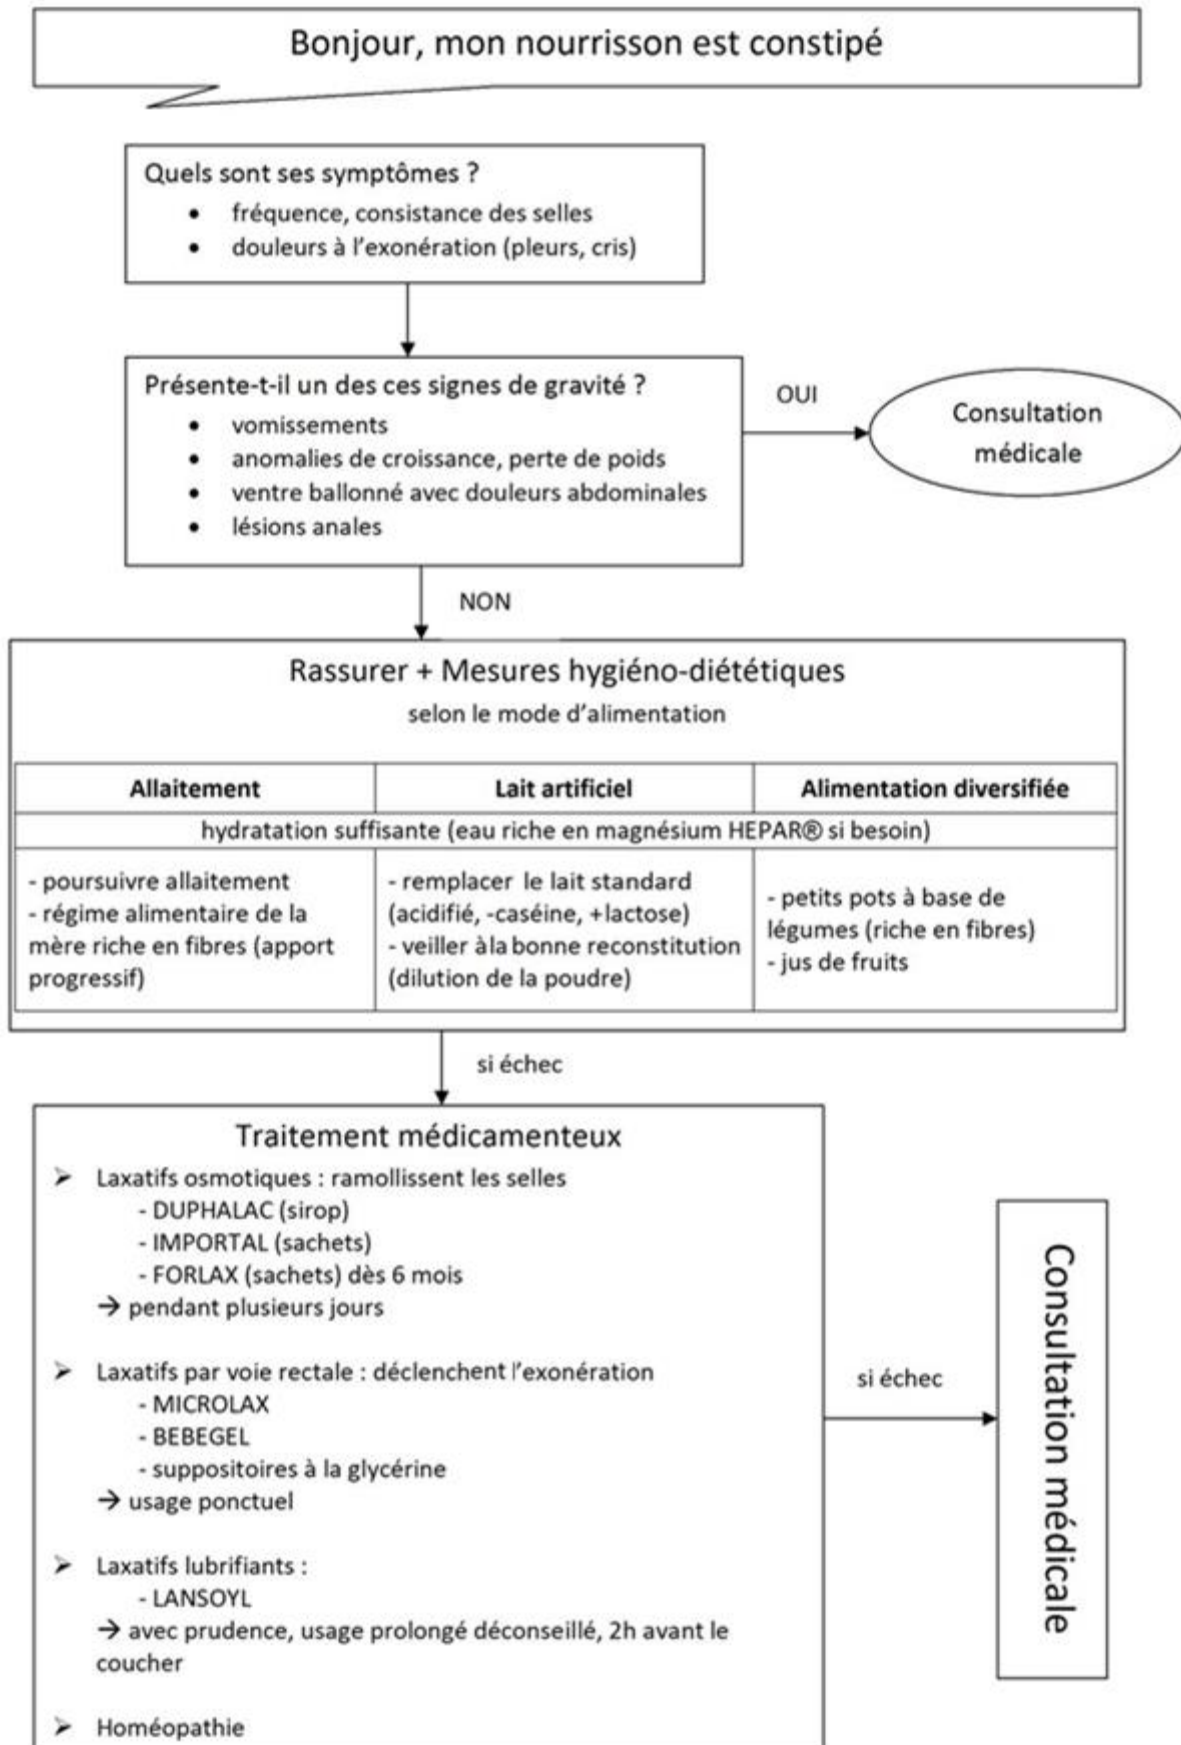 Bonjour, mon nourrisson est constipé
Quels sont ses symptômes ?
• fréquence, consistance des selles
• douleurs à l'exonération (pleurs, cris)
Présente-t-il un des ces signes de gravité ?
• vomissements
• anomalies de croissance, perte de poids
• ventre ballonné avec douleurs abdominales
• lésions anales
OUI
Consultation
médicale
NON
Rassurer + Mesures hygiéno-diététiques
selon le mode d'alimentation
Allaitement
Lait artificiel
Alimentation diversifiée
hydratation suffisante (eau riche en magnésium HEPAR® si besoin)
- poursuivre allaitement
- régime alimentaire de la
mère riche en fibres (apport
progressif)
- remplacer le lait standard
(acidifié, -caséine, +lactose)
- veiller à la bonne reconstitution
(dilution de la poudre)
- petits pots à base de
légumes (riche en fibres)
- jus de fruits
si échec
Traitement médicamenteux
➢ Laxatifs osmotiques : ramollissent les selles
- DUPHALAC (sirop)
- IMPORTAL (sachets)
- FORLAX (sachets) dès 6 mois
→ pendant plusieurs jours
➢ Laxatifs par voie rectale : déclenchent l'exonération
- MICROLAX
- BEBEGEL
- suppositoires à la glycérine
→ usage ponctuel
➢ Laxatifs lubrifiants :
- LANSOYL
→ avec prudence, usage prolongé déconseillé, 2h avant le
coucher
➢ Homéopathie
si échec
Consultation médicale